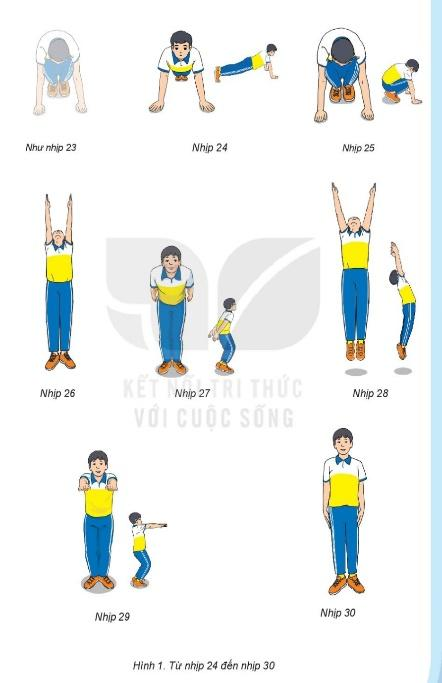 Như nhịp 23
Nhịp 24
Nhịp 25
Nhịp 26
Nhịp 27
Nhịp 28
KẾT NỐI TRI THỨC
VỚI CUỘC SỐNG
Nhịp 29
Nhịp 30
Hình 1. Từ nhịp 24 đến nhịp 30